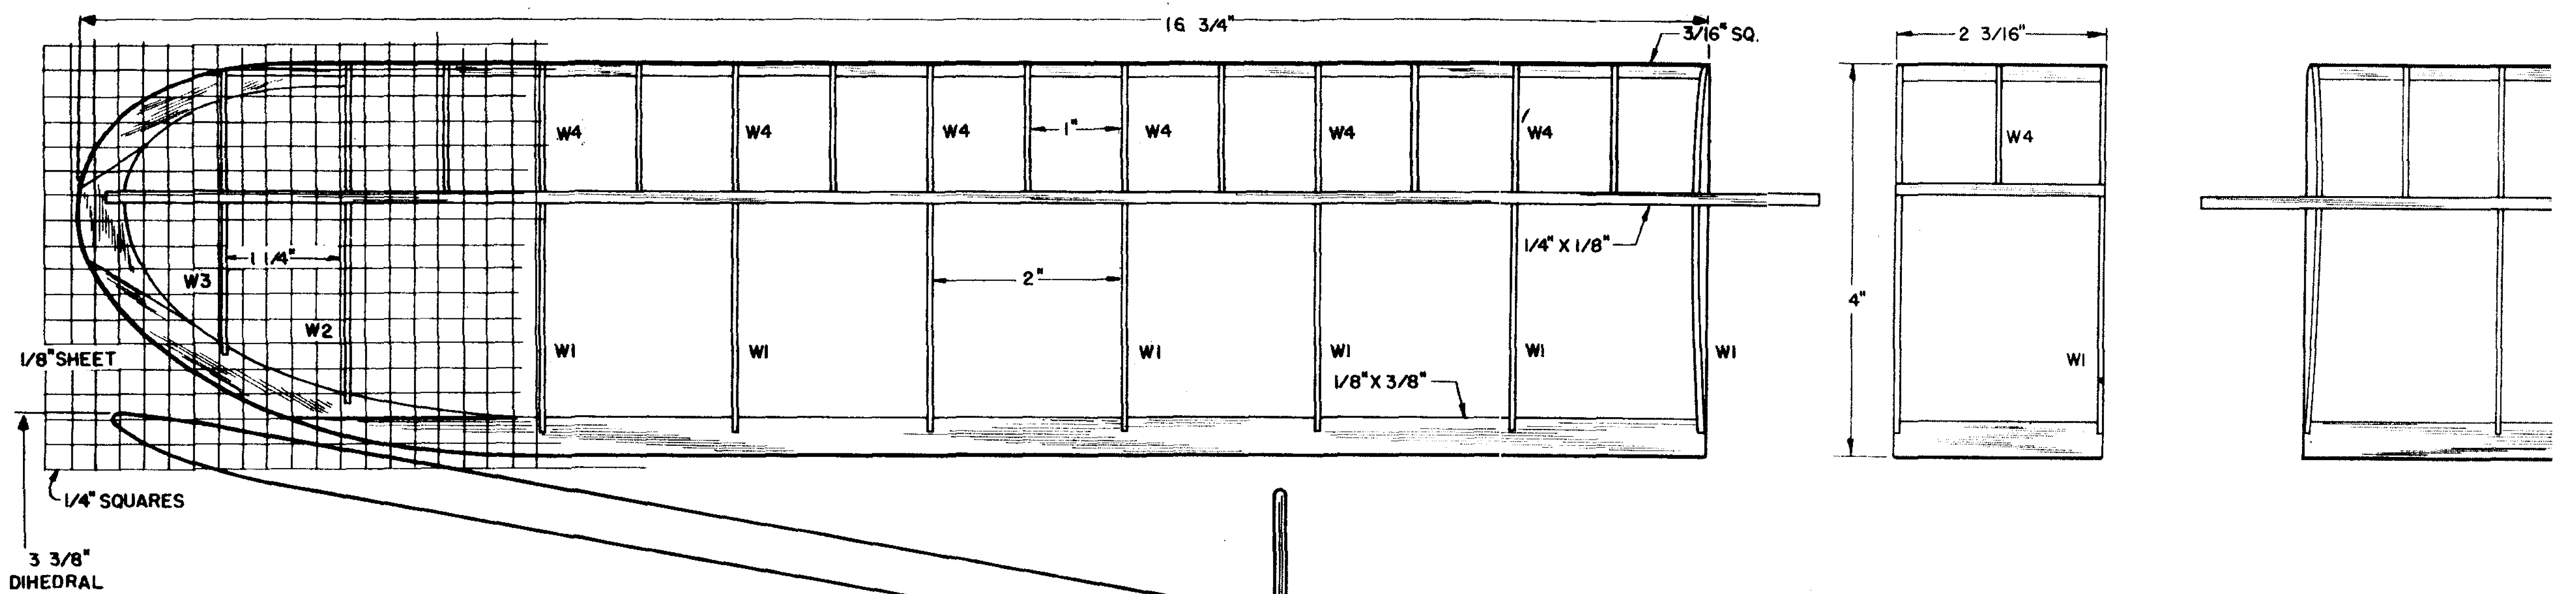 16 3/4"
3/16" SQ.
2 3/16"
W4
W4
W4
1"
W4
W4
W4
W4
1/4" X 1/8"
1 1/4"
W3
2"
4"
W2
1/8" SHEET
W1
W1
W1
W1
W1
W1
W1
1/8" X 3/8"
1/4" SQUARES
3 3/8"
DIHEDRAL